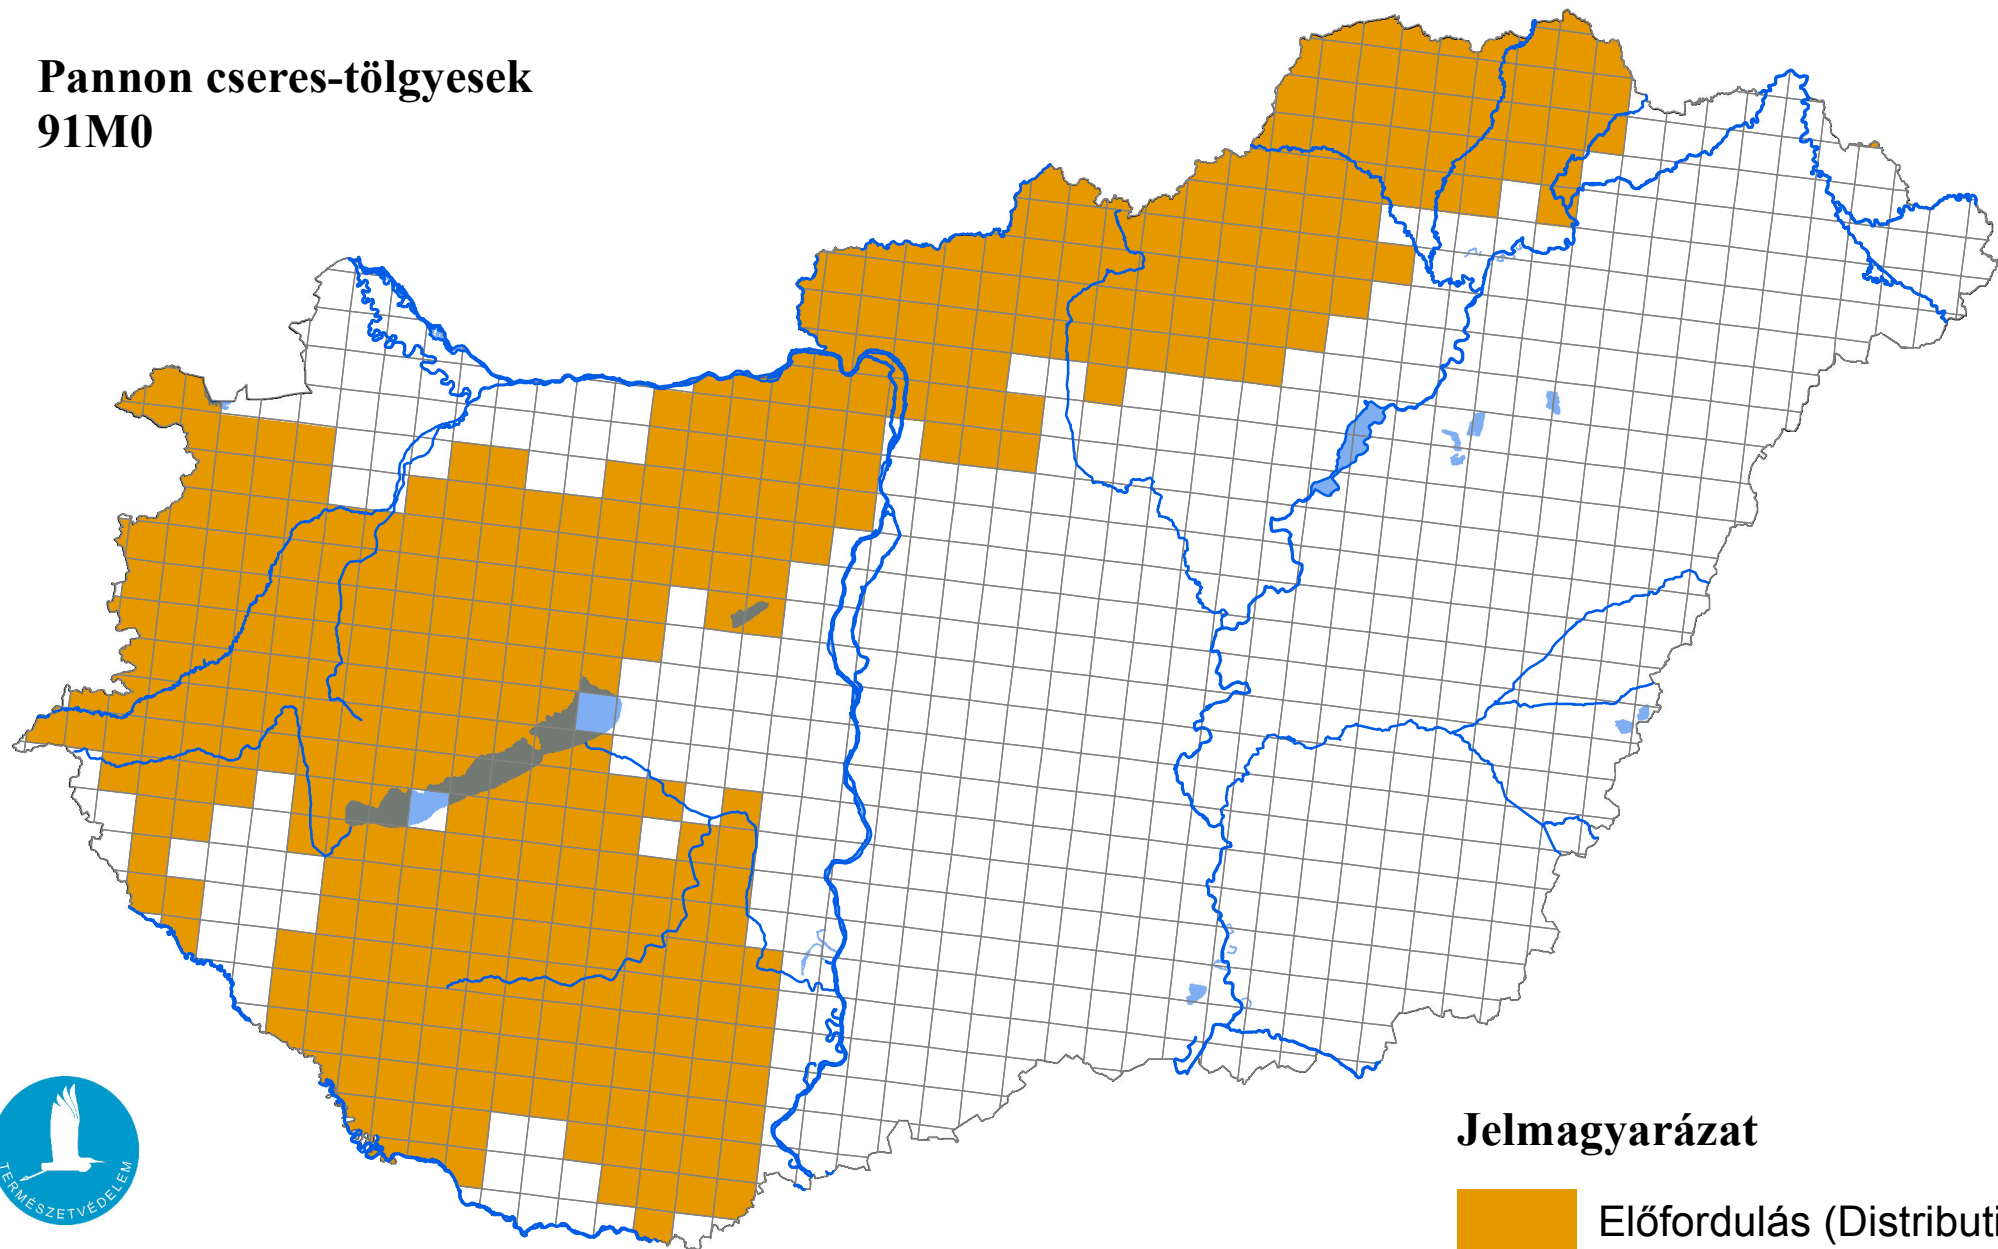 Pannon cseres-tölgyesek
91M0
TERMÉSZETVÉDELEM
Jelmagyarázat
Előfordulás (Distributi